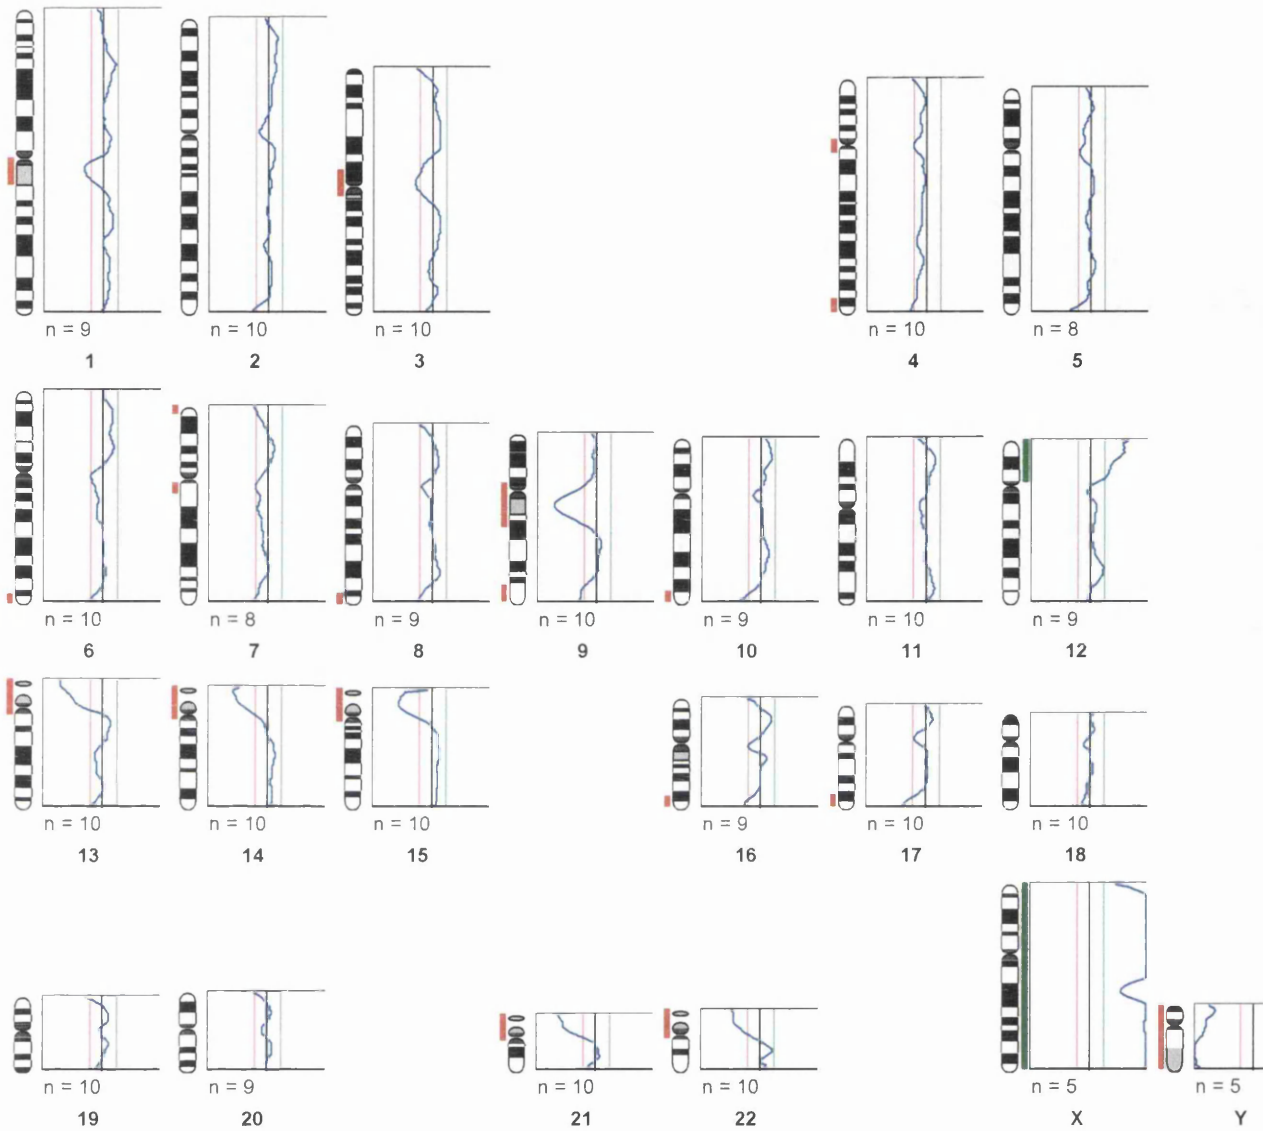 n = 9
n = 10
n = 10
n = 10
n = 8
1
2
3
4
5
n = 10
n = 8
n = 9
n = 10
n = 9
n = 10
n = 9
6
7
8
9
10
11
12
n = 10
n = 10
n = 10
n = 9
n = 10
n = 10
13
14
15
16
17
18
n = 10
n = 9
n = 10
n = 10
n = 5
n = 5
19
20
21
22
X
Y